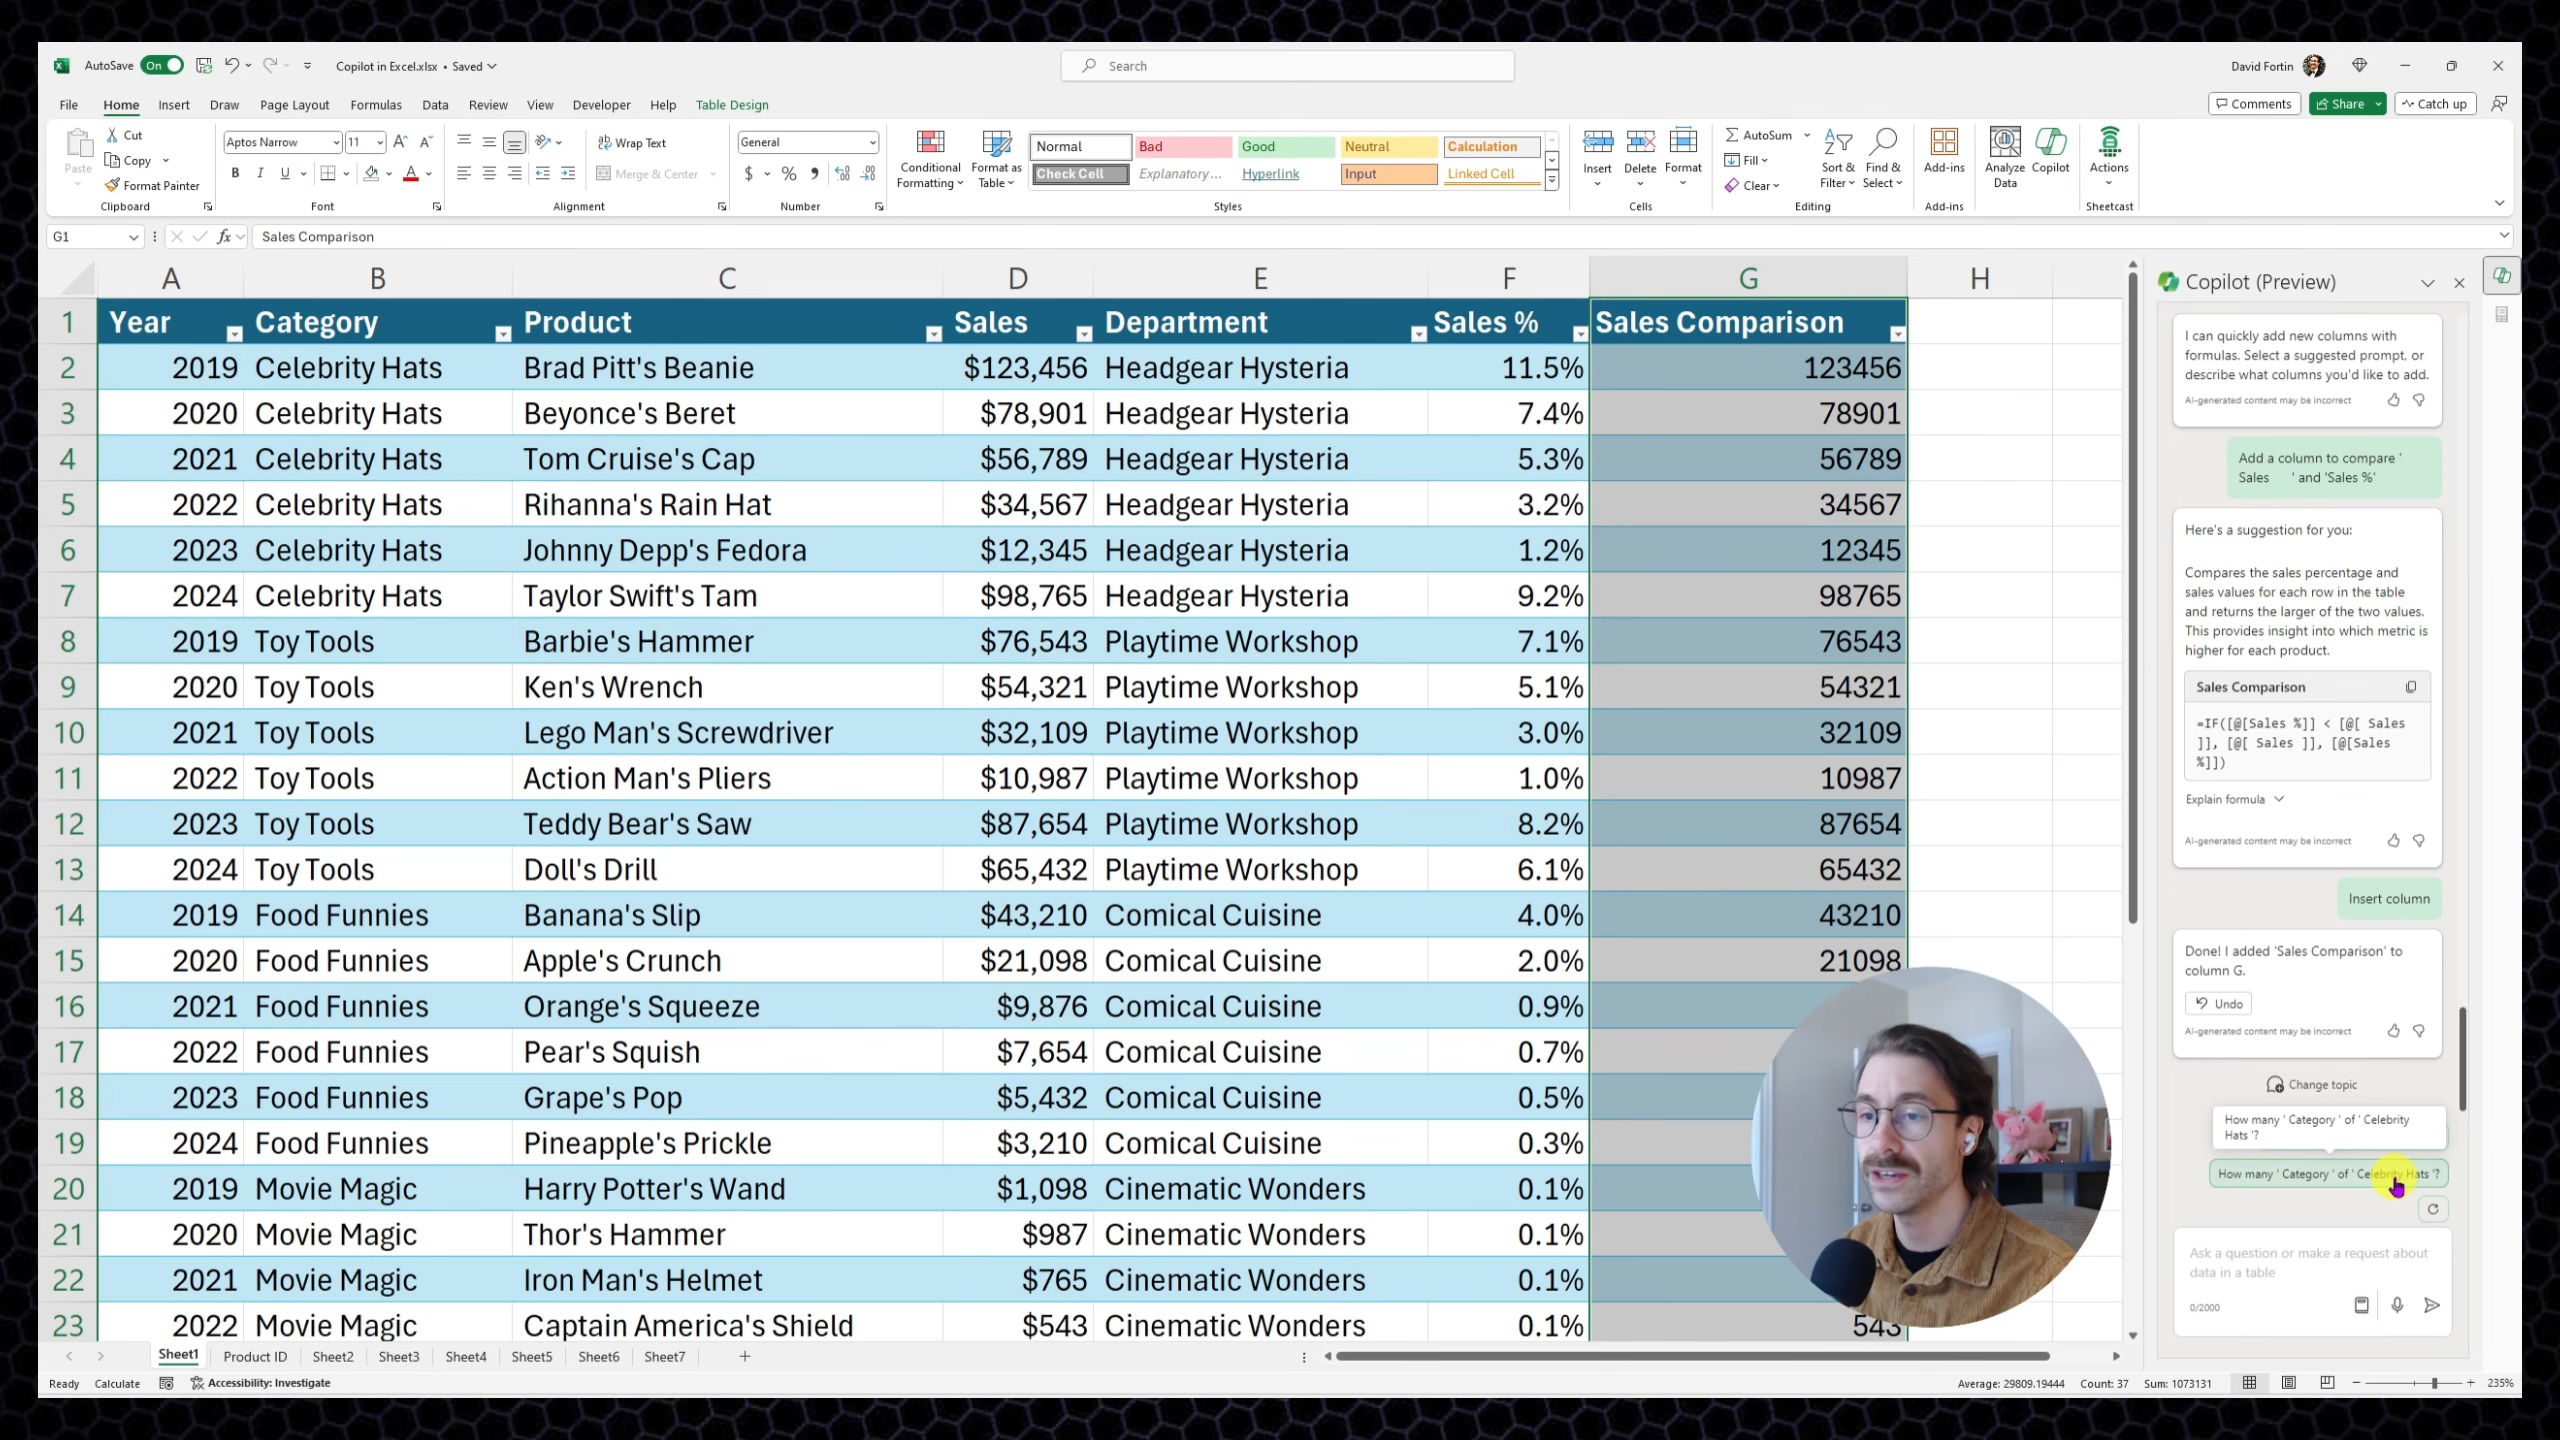 AutoSave On Copilot in Excel.xlsx • Saved Search David Fortin
File Home Insert Draw Page Layout Formulas Data Review View Developer Help Table Design Comments Share Catch up
Paste Cut Copy Format Painter Clipboard
Aptos Narrow 11 B I U Font
Wrap Text Merge & Center Alignment
General $ % Number
Conditional Formatting Format as Table
Normal Bad Good Neutral Calculation
Check Cell Explanatory ... Hyperlink Input Linked Cell
Styles
Insert Delete Format Cells
AutoSum Fill Clear Sort & Filter Find & Select Editing
Add-ins Add-ins
Analyze Data Copilot
Actions Sheetcast
G1 fx Sales Comparison
A B C D E F G H
1 Year Category Product Sales Department Sales % Sales Comparison
2 2019 Celebrity Hats Brad Pitt's Beanie $123,456 Headgear Hysteria 11.5% 123456
3 2020 Celebrity Hats Beyonce's Beret $78,901 Headgear Hysteria 7.4% 78901
4 2021 Celebrity Hats Tom Cruise's Cap $56,789 Headgear Hysteria 5.3% 56789
5 2022 Celebrity Hats Rihanna's Rain Hat $34,567 Headgear Hysteria 3.2% 34567
6 2023 Celebrity Hats Johnny Depp's Fedora $12,345 Headgear Hysteria 1.2% 12345
7 2024 Celebrity Hats Taylor Swift's Tam $98,765 Headgear Hysteria 9.2% 98765
8 2019 Toy Tools Barbie's Hammer $76,543 Playtime Workshop 7.1% 76543
9 2020 Toy Tools Ken's Wrench $54,321 Playtime Workshop 5.1% 54321
10 2021 Toy Tools Lego Man's Screwdriver $32,109 Playtime Workshop 3.0% 32109
11 2022 Toy Tools Action Man's Pliers $10,987 Playtime Workshop 1.0% 10987
12 2023 Toy Tools Teddy Bear's Saw $87,654 Playtime Workshop 8.2% 87654
13 2024 Toy Tools Doll's Drill $65,432 Playtime Workshop 6.1% 65432
14 2019 Food Funnies Banana's Slip $43,210 Comical Cuisine 4.0% 43210
15 2020 Food Funnies Apple's Crunch $21,098 Comical Cuisine 2.0% 21098
16 2021 Food Funnies Orange's Squeeze $9,876 Comical Cuisine 0.9%
17 2022 Food Funnies Pear's Squish $7,654 Comical Cuisine 0.7%
18 2023 Food Funnies Grape's Pop $5,432 Comical Cuisine 0.5%
19 2024 Food Funnies Pineapple's Prickle $3,210 Comical Cuisine 0.3%
20 2019 Movie Magic Harry Potter's Wand $1,098 Cinematic Wonders 0.1%
21 2020 Movie Magic Thor's Hammer $987 Cinematic Wonders 0.1%
22 2021 Movie Magic Iron Man's Helmet $765 Cinematic Wonders 0.1%
23 2022 Movie Magic Captain America's Shield $543 Cinematic Wonders 0.1% 543
Copilot (Preview)
I can quickly add new columns with
formulas. Select a suggested prompt, or
describe what columns you'd like to add.
AI-generated content may be incorrect
Add a column to compare '
Sales ' and 'Sales %'
Here's a suggestion for you:
Compares the sales percentage and
sales values for each row in the table
and returns the larger of the two values.
This provides insight into which metric is
higher for each product.
Sales Comparison
=IF([@[Sales %]] < [@[ Sales
]], [@[ Sales ]], [@[Sales
%]])
Explain formula
AI-generated content may be incorrect
Insert column
Done! I added 'Sales Comparison' to
column G.
Undo
AI-generated content may be incorrect
Change topic
How many ' Category ' of ' Celebrity
Hats '?
How many ' Category ' of ' Celebrity Hats '?
Ask a question or make a request about
data in a table
0/2000
Sheet1 Product ID Sheet2 Sheet3 Sheet4 Sheet5 Sheet6 Sheet7
Ready Calculate Accessibility: Investigate Average: 29809.19444 Count: 37 Sum: 1073131 235%